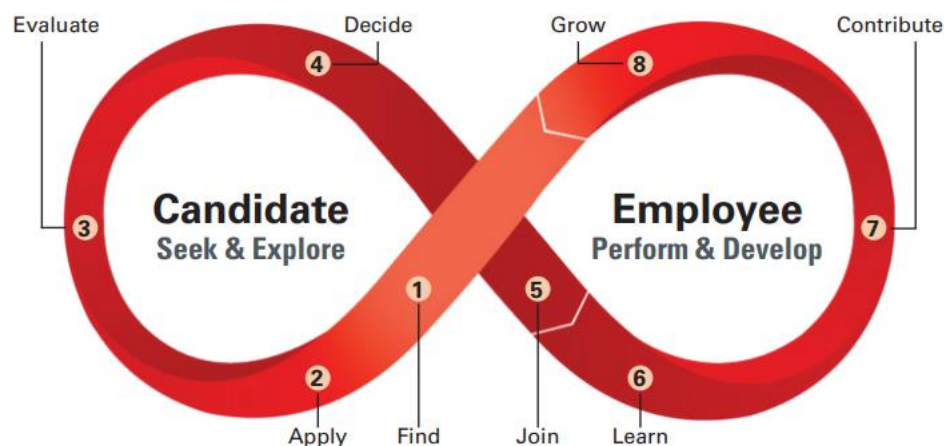 Evaluate
Decide
Grow
Contribute
4
8
Candidate
Seek & Explore
Employee
Perform & Develop
3
7
1
5
2
6
Apply
Find
Join
Learn